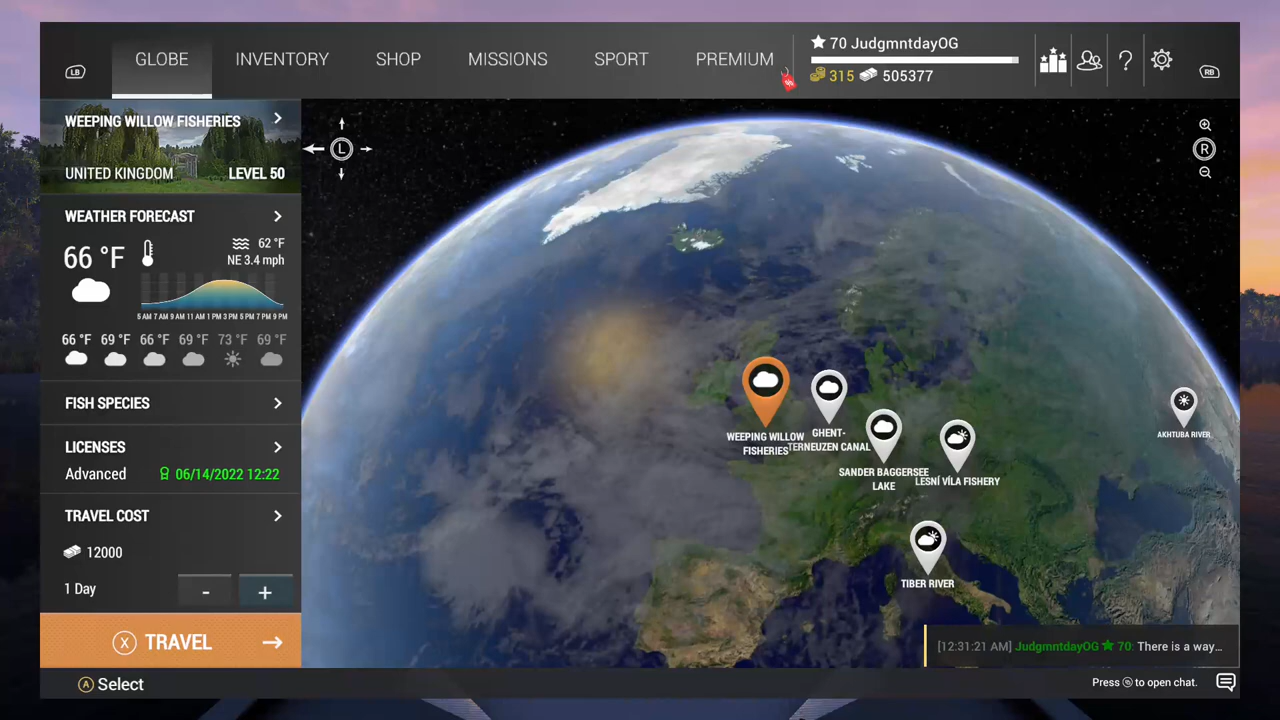 LB
GLOBE
INVENTORY
SHOP
MISSIONS
SPORT
PREMIUM
70 JudgmntdayOG
315 505377
?
RB
WEEPING WILLOW FISHERIES
UNITED KINGDOM LEVEL 50
WEATHER FORECAST
66 °F
62 °F
NE 3.4 mph
5 AM 7 AM 9 AM 11 AM 1 PM 3 PM 5 PM 7 PM 9 PM
66 °F 69 °F 66 °F 69 °F 73 °F 69 °F
FISH SPECIES
LICENSES
Advanced 06/14/2022 12:22
TRAVEL COST
12000
1 Day - +
X TRAVEL
A Select
L
R
WEEPING WILLOW
FISHERIES
GHENT-
TERNEUZEN CANAL
SANDER BAGGERSEE
LAKE
LESNÍ VÍLA FISHERY
AKHTUBA RIVER
TIBER RIVER
[12:31:21 AM] JudgmntdayOG 70: There is a way...
Press to open chat.